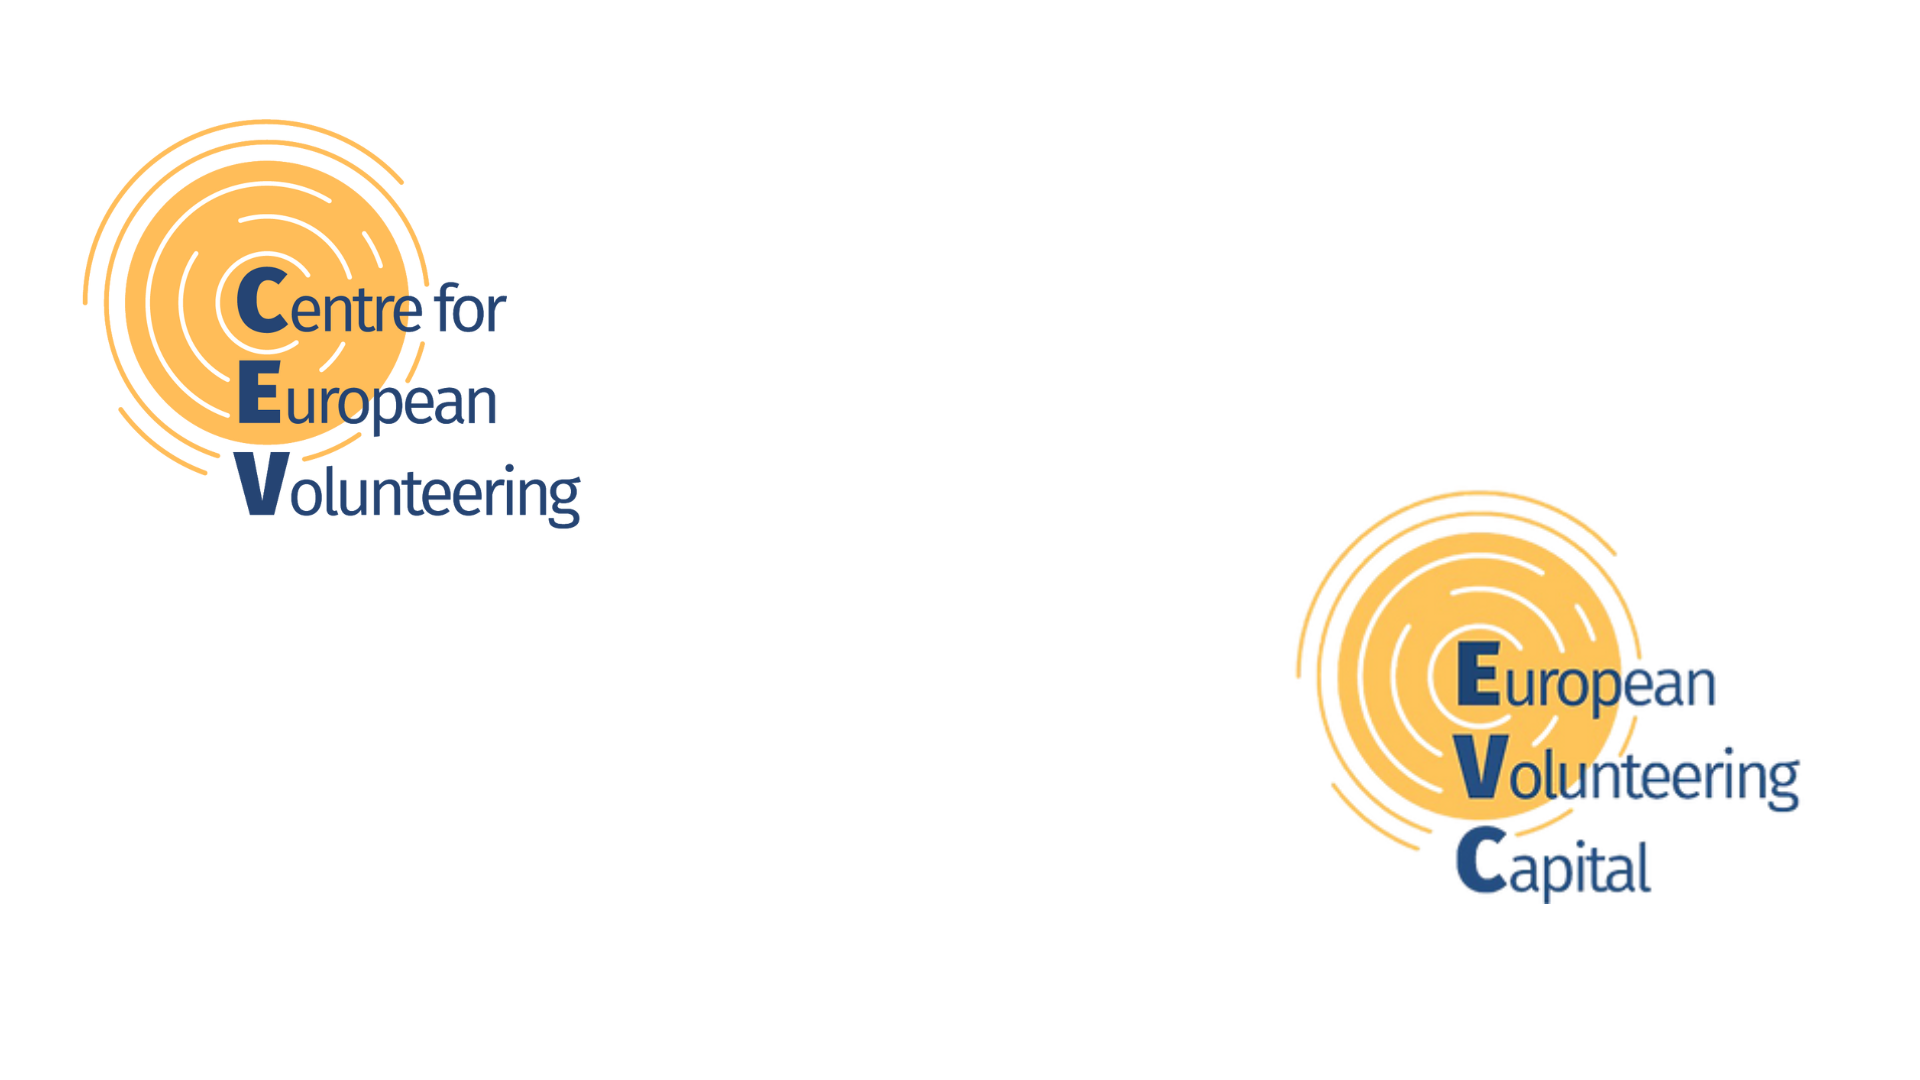 Centre for
European
Volunteering
European
Volunteering
Capital